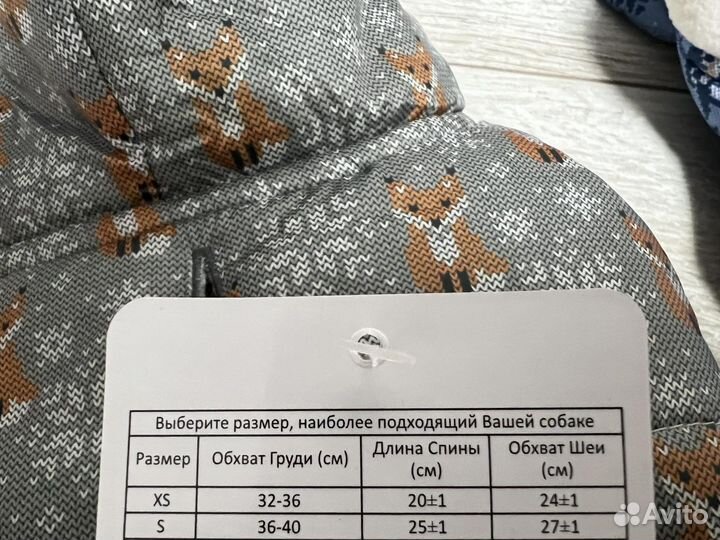 Выберите размер, наиболее подходящий Вашей собаке
Размер Обхват Груди (см) Длина Спины (см) Обхват Шеи (см)
XS 32-36 20±1 24±1
S 36-40 25±1 27±1
Avito